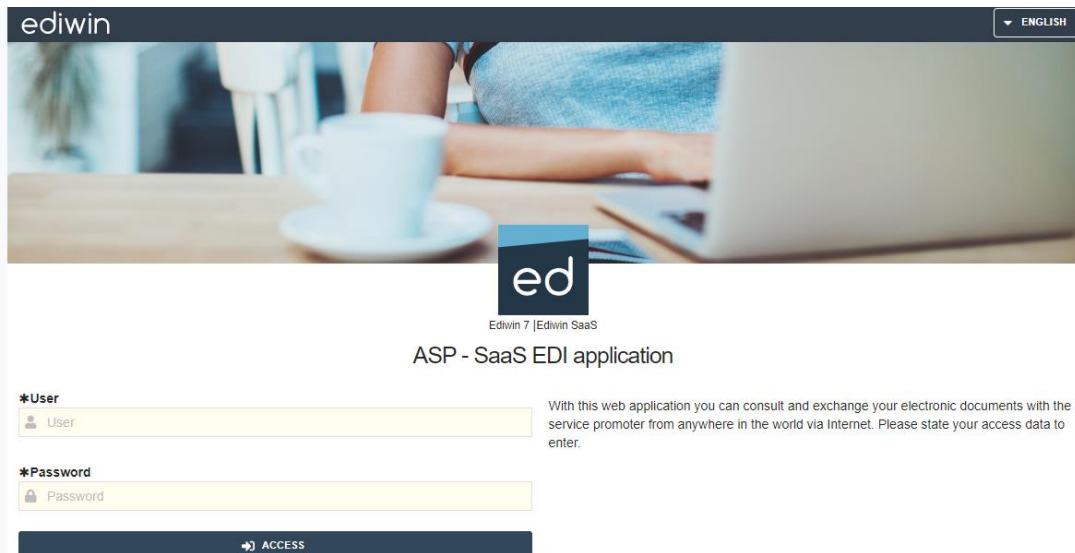 ediwin
ENGLISH
ed
Ediwin 7 |Ediwin SaaS
ASP - SaaS EDI application
✱User
User
✱Password
Password
ACCESS
With this web application you can consult and exchange your electronic documents with the
service promoter from anywhere in the world via Internet. Please state your access data to
enter.